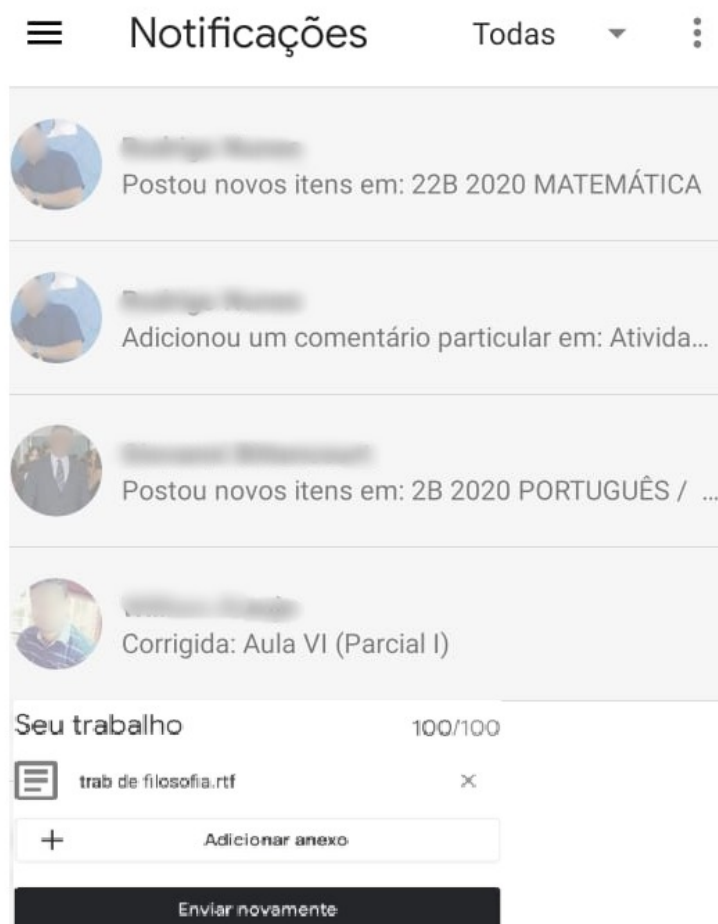 Notificações Todas
Postou novos itens em: 22B 2020 MATEMÁTICA
Adicionou um comentário particular em: Ativida...
Postou novos itens em: 2B 2020 PORTUGUÊS / ...
Corrigida: Aula VI (Parcial I)
Seu trabalho 100/100
trab de filosofia.rtf
+ Adicionar anexo
Enviar novamente